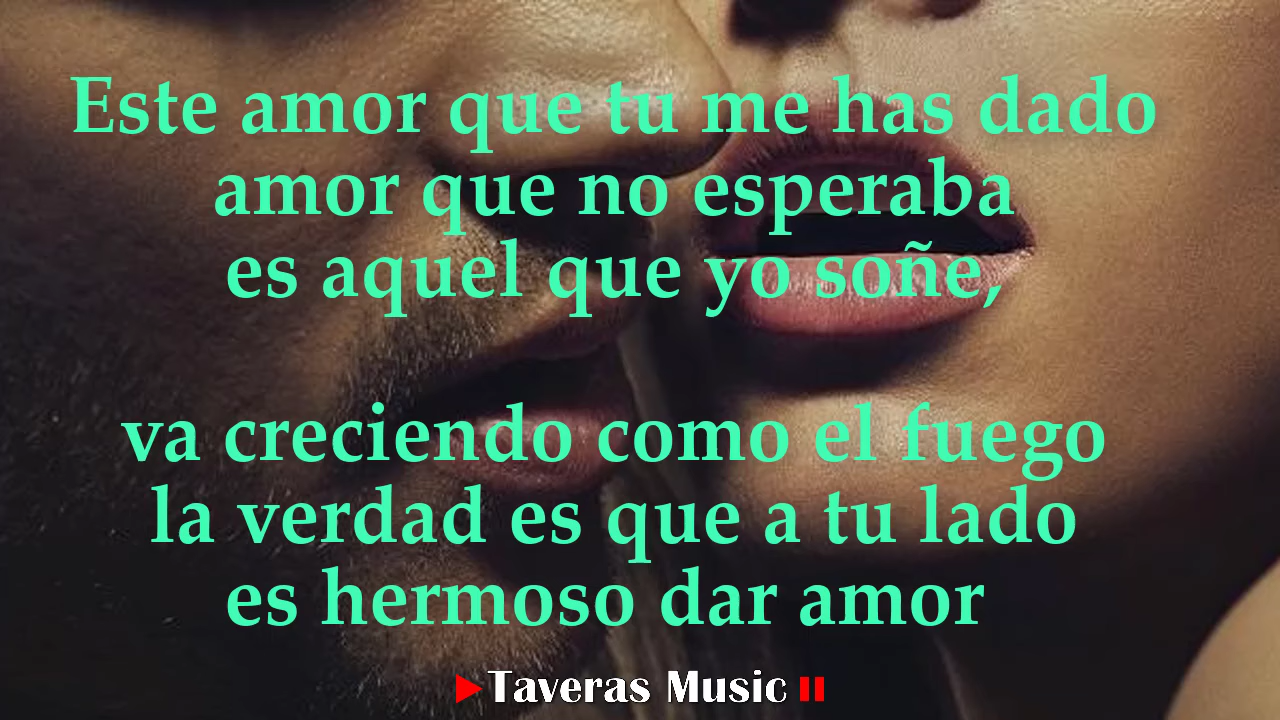 Este amor que tu me has dado
amor que no esperaba
es aquel que yo soñe,
va creciendo como el fuego
la verdad es que a tu lado
es hermoso dar amor
Taveras Music